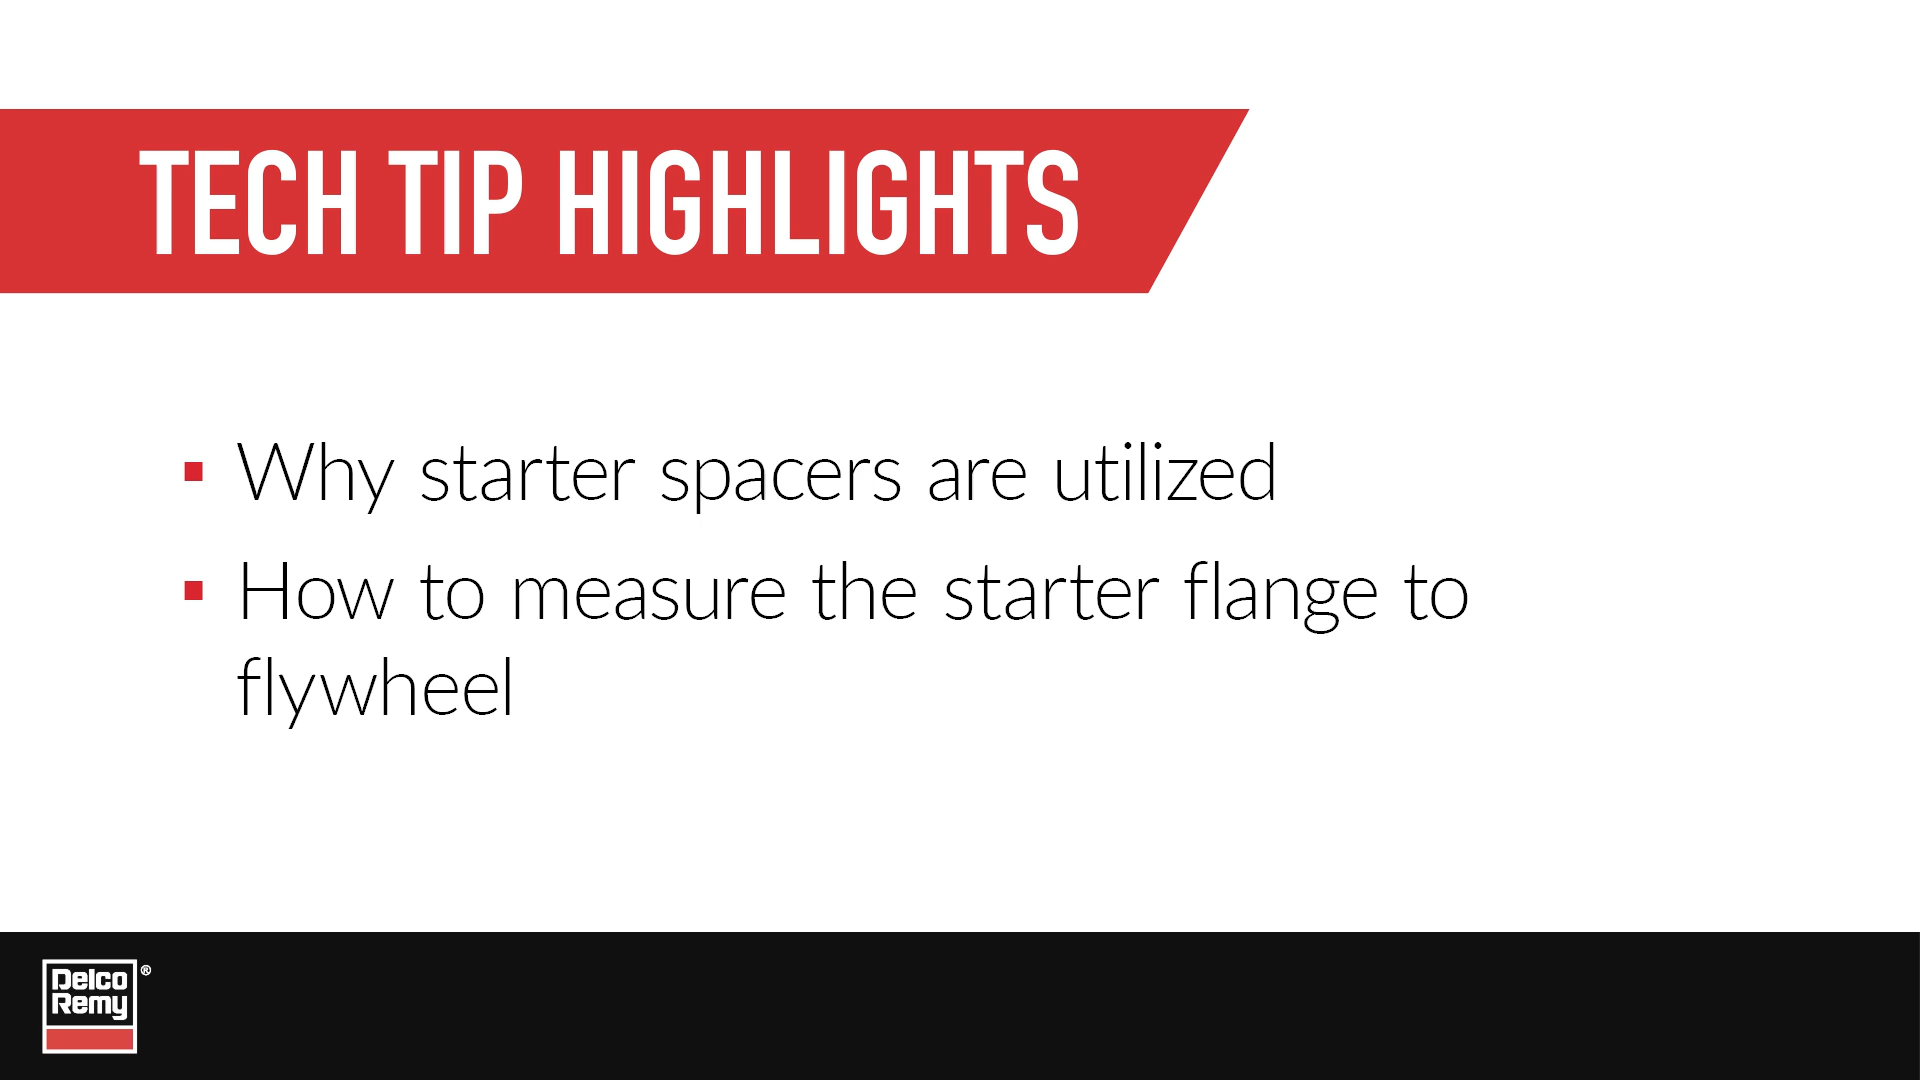 TECH TIP HIGHLIGHTS
▪ Why starter spacers are utilized
▪ How to measure the starter flange to
flywheel
Delco
Remy
®